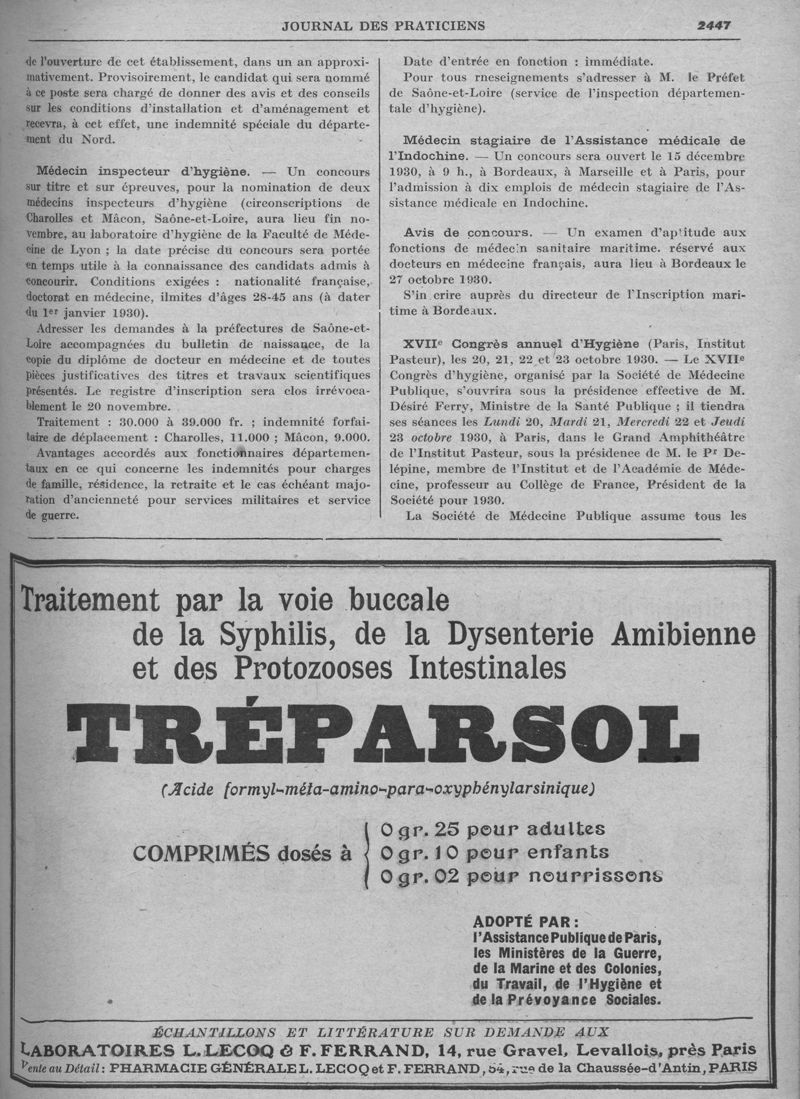 JOURNAL DES PRATICIENS
2447
de l'ouverture de cet établissement, dans un an approxi-
mativement. Provisoirement, le candidat qui sera nommé
à ce poste sera chargé de donner des avis et des conseils
sur les conditions d'installation et d'aménagement et
recevra, à cet effet, une indemnité spéciale du départe-
ment du Nord.
Médecin inspecteur d'hygiène. — Un concours
sur titre et sur épreuves, pour la nomination de deux
médecins inspecteurs d'hygiène (circonscriptions de
Charolles et Mâcon, Saône-et-Loire, aura lieu fin no-
vembre, au laboratoire d'hygiène de la Faculté de Méde-
cine de Lyon ; la date précise du concours sera portée
en temps utile à la connaissance des candidats admis à
concourir. Conditions exigées : nationalité française,
doctorat en médecine, ilmites d'âges 28-45 ans (à dater
du 1er janvier 1930).
Adresser les demandes à la préfectures de Saône-et-
Loire accompagnées du bulletin de naissance, de la
copie du diplôme de docteur en médecine et de toutes
pièces justificatives des titres et travaux scientifiques
présentés. Le registre d'inscription sera clos irrévoca-
blement le 20 novembre.
Traitement : 30.000 à 39.000 fr. ; indemnité forfai-
taire de déplacement : Charolles, 11.000 ; Mâcon, 9.000.
Avantages accordés aux fonctionnaires départemen-
taux en ce qui concerne les indemnités pour charges
de famille, résidence, la retraite et le cas échéant majo-
ration d'ancienneté pour services militaires et service
de guerre.
Date d'entrée en fonction : immédiate.
Pour tous rneseignements s'adresser à M. le Préfet
de Saône-et-Loire (service de l'inspection départemen-
tale d'hygiène).
Médecin stagiaire de l'Assistance médicale de
l'Indochine. — Un concours sera ouvert le 15 décembre
1930, à 9 h., à Bordeaux, à Marseille et à Paris, pour
l'admission à dix emplois de médecin stagiaire de l'As-
sistance médicale en Indochine.
Avis de concours. — Un examen d'aptitude aux
fonctions de médecin sanitaire maritime. réservé aux
docteurs en médecine français, aura lieu à Bordeaux le
27 octobre 1930.
S'in crire auprès du directeur de l'Inscription mari-
time à Bordeaux.
XVIIe Congrès annuel d'Hygiène (Paris, Institut
Pasteur), les 20, 21, 22 et 23 octobre 1930. — Le XVIIe
Congrès d'hygiène, organisé par la Société de Médecine
Publique, s'ouvrira sous la présidence effective de M.
Désiré Ferry, Ministre de la Santé Publique ; il tiendra
ses séances les Lundi 20, Mardi 21, Mercredi 22 et Jeudi
23 octobre 1930, à Paris, dans le Grand Amphithéâtre
de l'Institut Pasteur, sous la présidence de M. le Pr De-
lépine, membre de l'Institut et de l'Académie de Méde-
cine, professeur au Collège de France, Président de la
Société pour 1930.
La Société de Médecine Publique assume tous les
Traitement par la voie buccale
de la Syphilis, de la Dysenterie Amibienne
et des Protozooses Intestinales
TRÉPARSOL
(Acide formyl-méta-amino-para-oxyphénylarsinique)
COMPRIMÉS dosés à
0 gr. 25 pour adultes
0 gr. 10 pour enfants
0 gr. 02 pour nourrissons
ADOPTÉ PAR :
l'Assistance Publique de Paris,
les Ministères de la Guerre,
de la Marine et des Colonies,
du Travail, de l'Hygiène et
de la Prévoyance Sociales.
ÉCHANTILLONS ET LITTÉRATURE SUR DEMANDE AUX
LABORATOIRES L. LECOQ & F. FERRAND, 14, rue Gravel, Levallois, près Paris
Vente au Détail : PHARMACIE GÉNÉRALE L. LECOQ et F. FERRAND, 54, rue de la Chaussée-d'Antin, PARIS